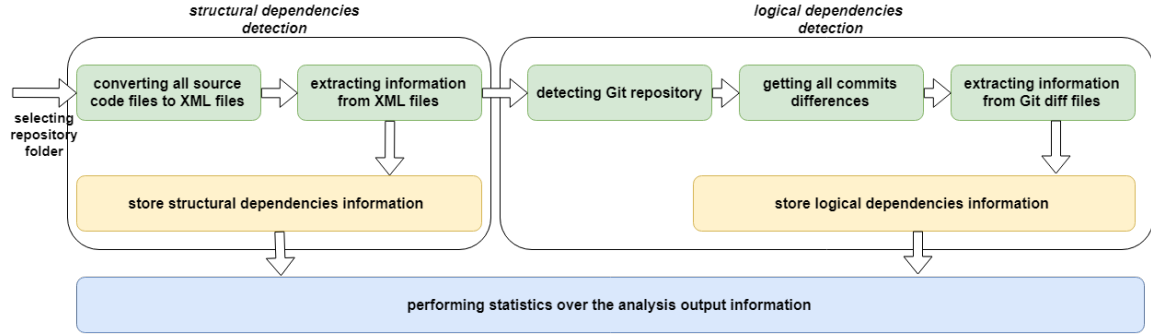 structural dependencies
detection
logical dependencies
detection
converting all source
code files to XML files
extracting information
from XML files
detecting Git repository
getting all commits
differences
extracting information
from Git diff files
selecting
repository
folder
store structural dependencies information
store logical dependencies information
performing statistics over the analysis output information